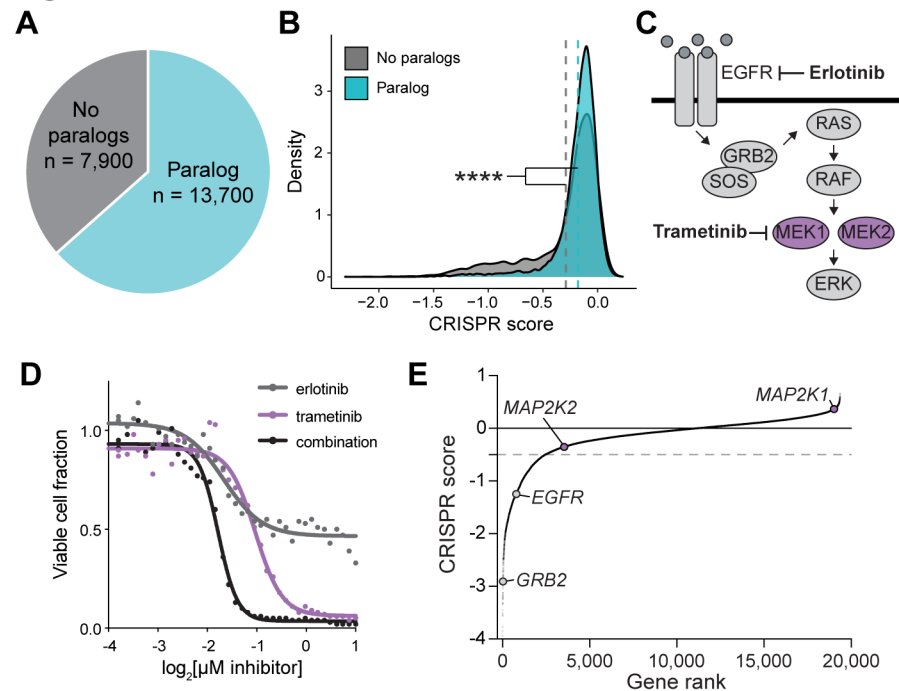 A
No
paralogs
n = 7,900
Paralog
n = 13,700
B
No paralogs
Paralog
Density
3
2
1
0
****
−2.0
−1.5
−1.0
−0.5
0.0
CRISPR score
C
EGFR
Erlotinib
RAS
GRB2
SOS
RAF
Trametinib
MEK1
MEK2
ERK
D
erlotinib
trametinib
combination
Viable cell fraction
1.0
0.5
0.0
-4
-3
-2
-1
0
1
log2[µM inhibitor]
E
CRISPR score
1
0
-1
-2
-3
-4
MAP2K2
MAP2K1
EGFR
GRB2
0
5,000
10,000
15,000
20,000
Gene rank